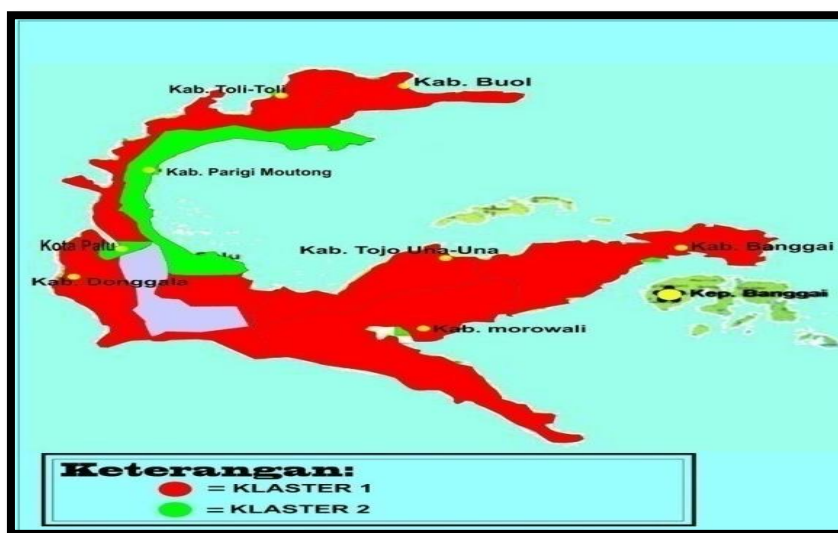 Kab. Buol
Kab. Toli-Toli
Kab. Parigi Moutong
Kota Palu
Kab. Tojo Una-Una
Kab. Banggai
Kab. Donggala
Kep. Banggai
Kab. morowali
Keterangan:
= KLASTER 1
= KLASTER 2